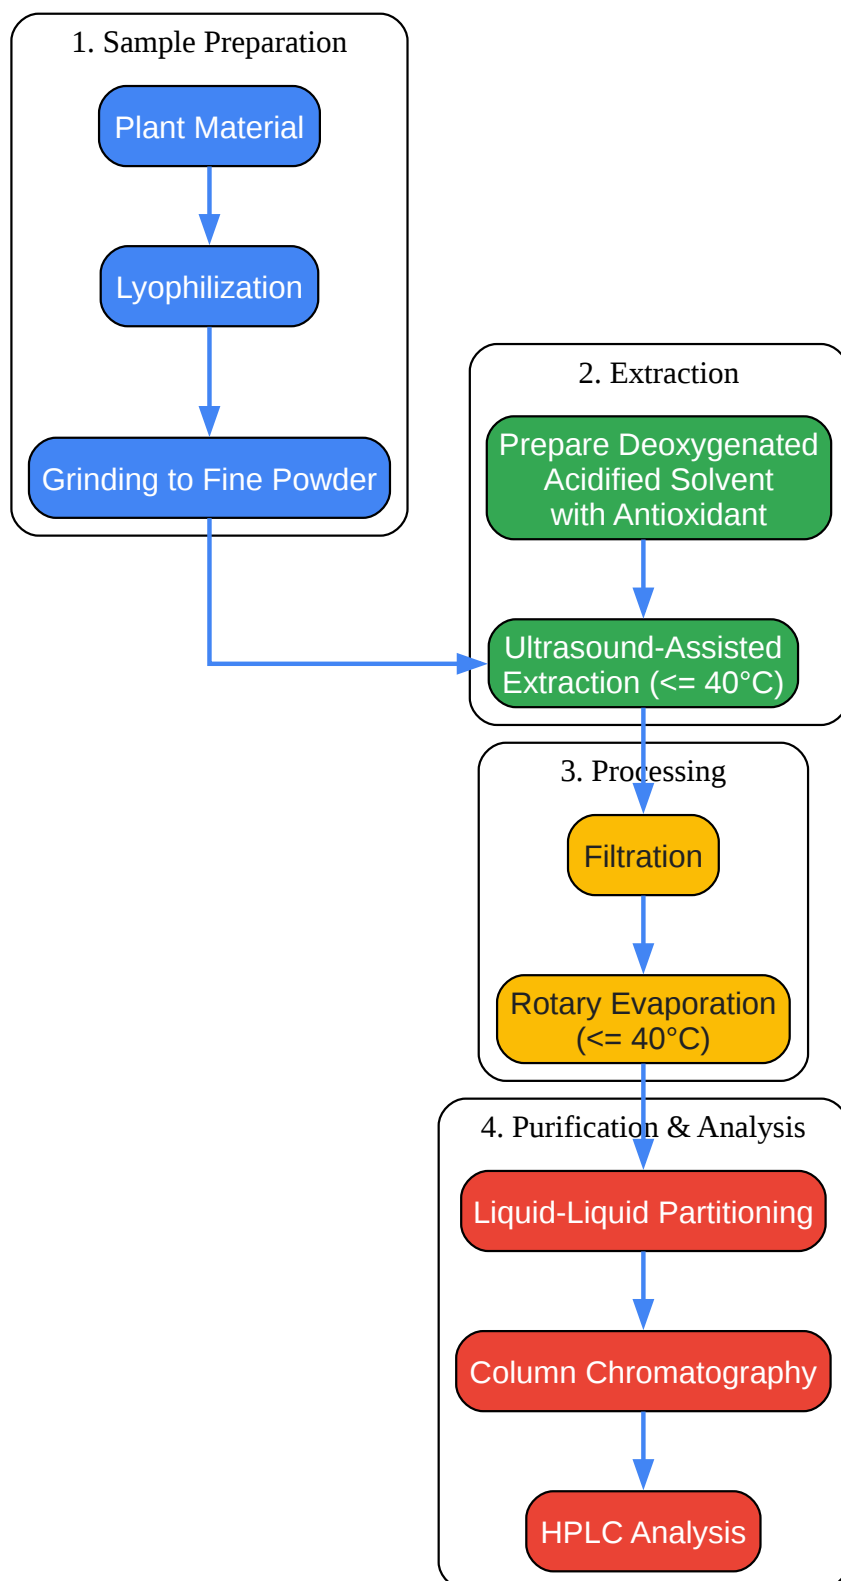 1. Sample Preparation
Plant Material
Lyophilization
Grinding to Fine Powder
2. Extraction
Prepare Deoxygenated
Acidified Solvent
with Antioxidant
Ultrasound-Assisted
Extraction (<= 40°C)
3. Processing
Filtration
Rotary Evaporation
(<= 40°C)
4. Purification & Analysis
Liquid-Liquid Partitioning
Column Chromatography
HPLC Analysis